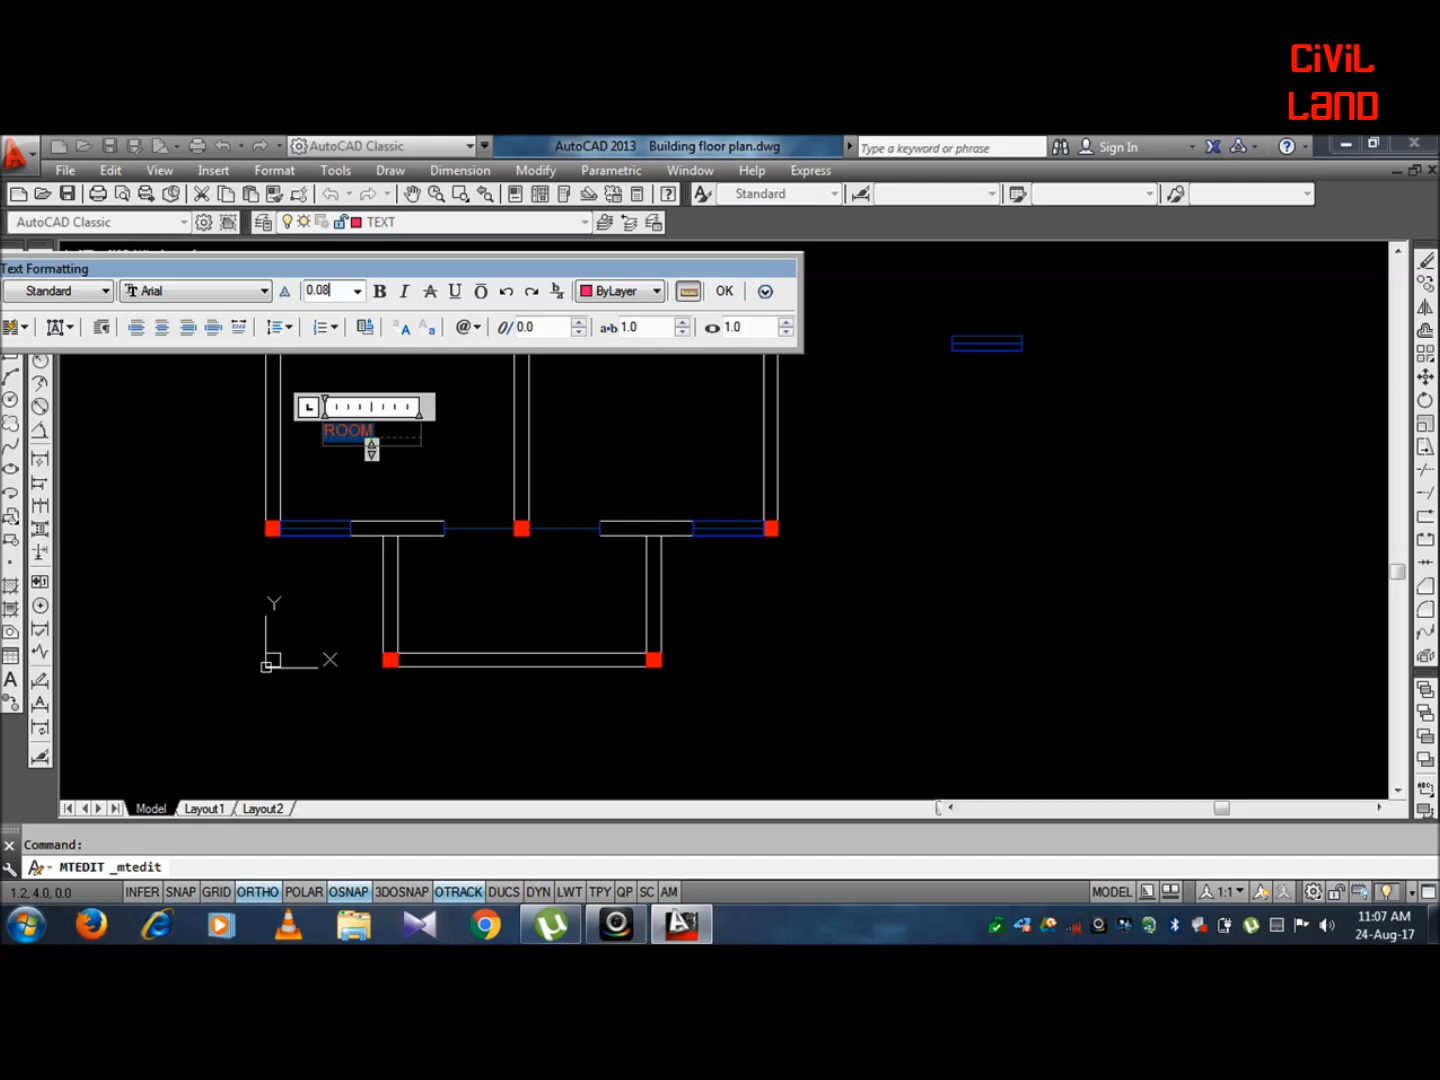 CiViL
LanD
AutoCAD Classic
AutoCAD 2013 Building floor plan.dwg
Type a keyword or phrase
Sign In
File Edit View Insert Format Tools Draw Dimension Modify Parametric Window Help Express
Standard
AutoCAD Classic
TEXT
Text Formatting
Standard
Arial
0.08
B I A U O
ByLayer
OK
@
0/ 0.0
a•b 1.0
1.0
ROOM
Y
X
Model Layout1 Layout2
Command:
MTEDIT _mtedit
1.2, 4.0, 0.0
INFER SNAP GRID ORTHO POLAR OSNAP 3DOSNAP OTRACK DUCS DYN LWT TPY QP SC AM
MODEL
1:1
11:07 AM
24-Aug-17